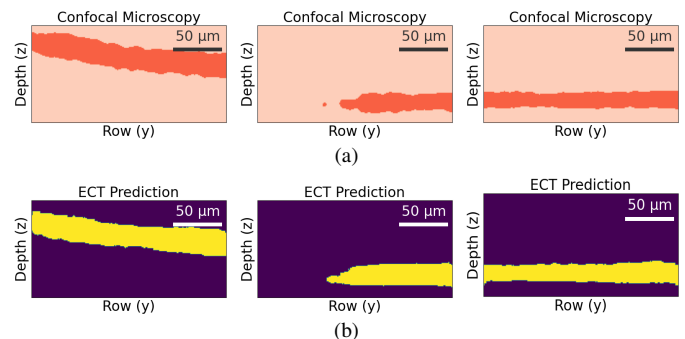 Confocal Microscopy Confocal Microscopy Confocal Microscopy
50 μm 50 μm 50 μm
Depth (z) Depth (z) Depth (z)
Row (y) Row (y) Row (y)
(a)
ECT Prediction ECT Prediction ECT Prediction
50 μm 50 μm 50 μm
Depth (z) Depth (z) Depth (z)
Row (y) Row (y) Row (y)
(b)